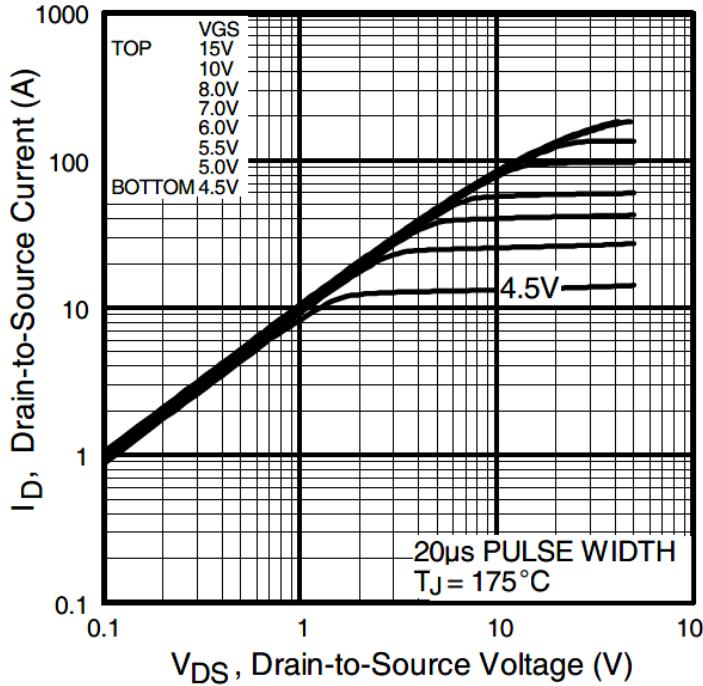 1000
100
10
1
0.1
I_D, Drain-to-Source Current (A)
VGS
TOP 15V
10V
8.0V
7.0V
6.0V
5.5V
5.0V
BOTTOM 4.5V
4.5V
20µs PULSE WIDTH
T_J = 175°C
0.1 1 10 10
V_DS, Drain-to-Source Voltage (V)